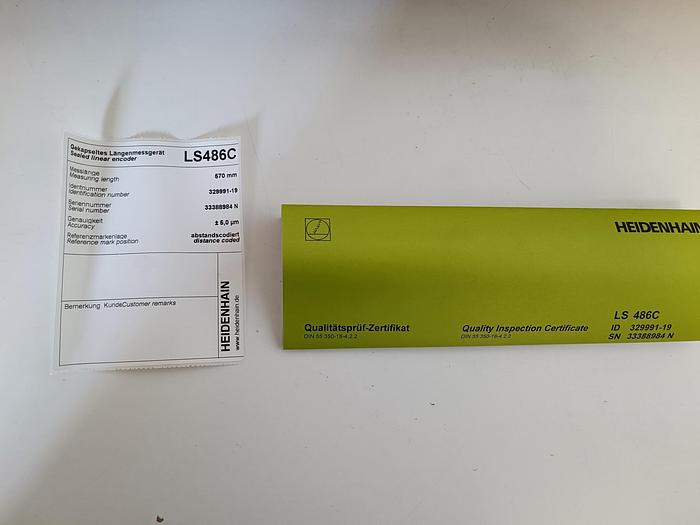 Gekapseltes Längenmessgerät
Sealed linear encoder
LS486C
Messlänge
Measuring length
570 mm
Identnummer
Identification number
329991-19
Seriennummer
Serial number
33388984 N
Genauigkeit
Accuracy
± 5,0 µm
Referenzmarkenlage
Reference mark position
abstandscodiert
distance coded
Bemerkung Kunde Customer remarks
HEIDENHAIN
www.heidenhain.de
HEIDENHAIN
LS 486C
Qualitätsprüf-Zertifikat
DIN 55 350-18-4.2.2
Quality Inspection Certificate
DIN 55 350-18-4.2.2
ID 329991-19
SN 33388984 N